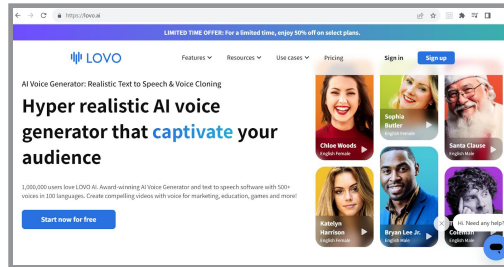 https://lovo.ai
LIMITED TIME OFFER: For a limited time, enjoy 50% off on select plans.
LOVO
Features
Resources
Use cases
Pricing
Sign in
Sign up
AI Voice Generator: Realistic Text to Speech & Voice Cloning
Hyper realistic AI voice
generator that captivate your
audience
1,000,000 users love LOVO AI. Award-winning AI Voice Generator and text to speech software with 500+
voices in 100 languages. Create compelling videos with voice for marketing, education, games and more!
Start now for free
Chloe Woods
English Female
Sophia
Butler
English Female
Santa Clause
English Male
Katelyn
Harrison
English Female
Bryan Lee Jr.
English Male
Coleman
English Male
Hi. Need any help?